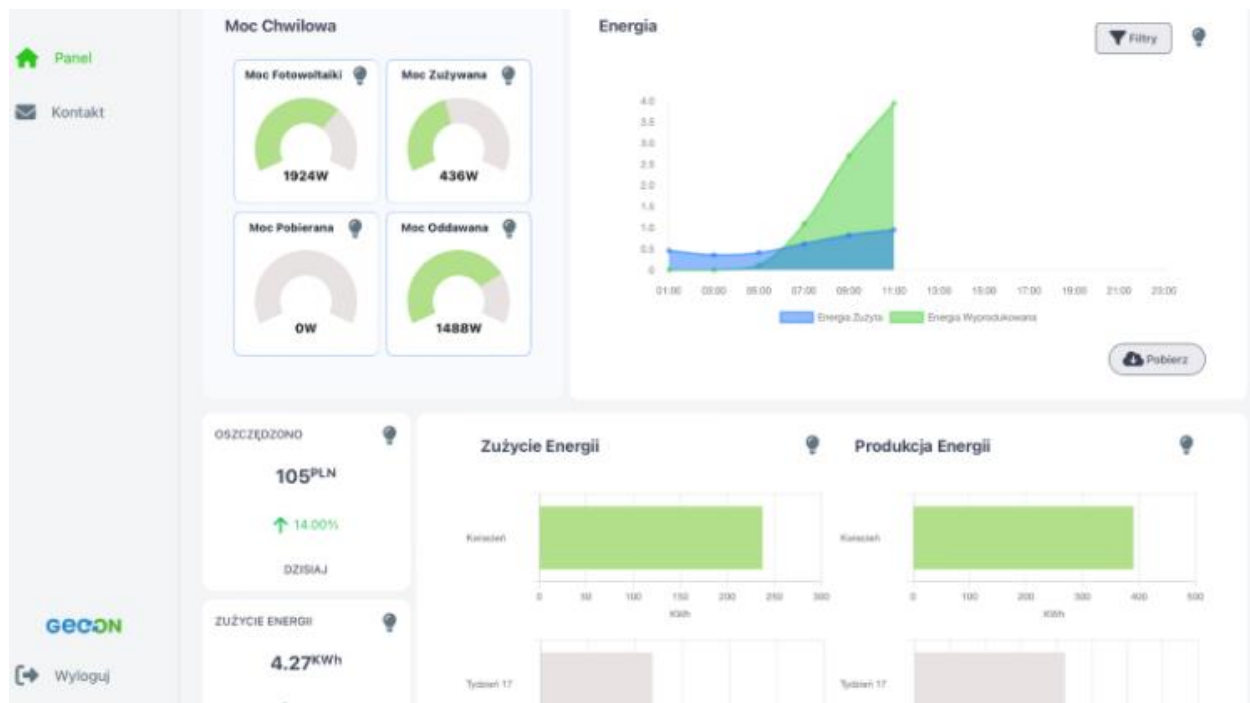 Panel
Kontakt
GECON
Wyloguj
Moc Chwilowa
Moc Fotowoltaiki
1924W
Moc Zużywana
436W
Moc Pobierana
0W
Moc Oddawana
1488W
Energia
Filtry
4.0
3.5
3.0
2.5
2.0
1.5
1.0
0.5
0
01:00 03:00 05:00 07:00 09:00 11:00 13:00 15:00 17:00 19:00 21:00 23:00
Energia Zużyta Energia Wyprodukowana
Pobierz
OSZCZĘDZONO
105PLN
14.00%
DZISIAJ
ZUŻYCIE ENERGII
4.27KWh
Zużycie Energii
Kwiecień
0 50 100 150 200 250 300
KWh
Tydzień 17
Produkcja Energii
Kwiecień
0 100 200 300 400 500
KWh
Tydzień 17